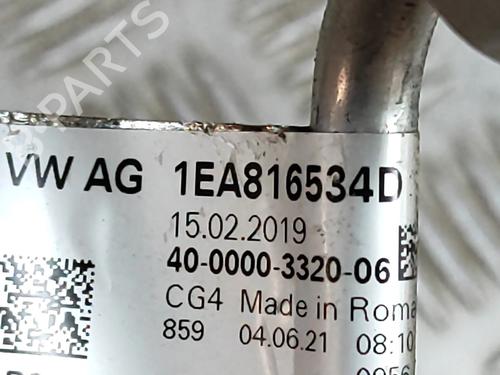 VW AG 1EA816534D
15.02.2019
40-0000-3320-06
CG4 Made in Roma
859 04.06.21 08:10
B-PARTS